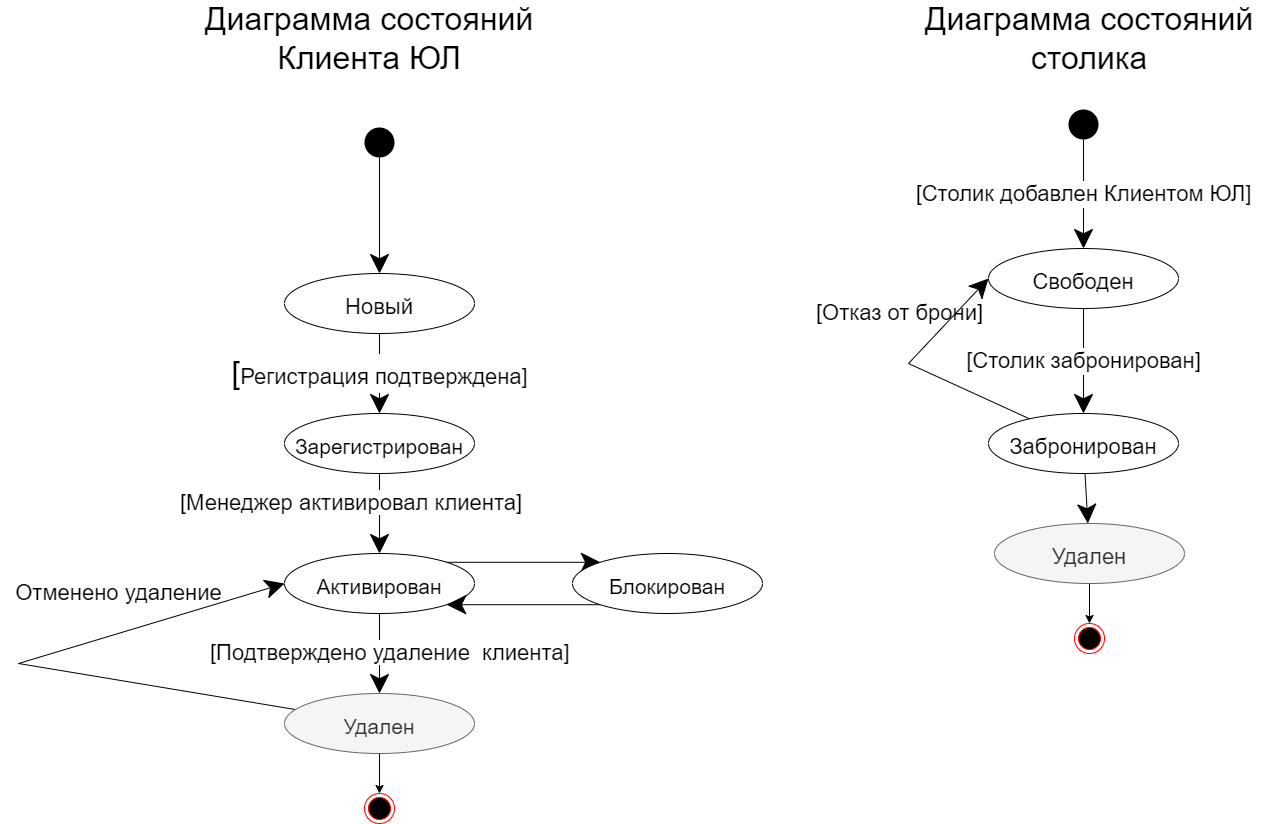 Диаграмма состояний
Клиента ЮЛ
Новый
[Регистрация подтверждена]
Зарегистрирован
[Менеджер активировал клиента]
Активирован
Блокирован
Отменено удаление
[Подтверждено удаление  клиента]
Удален
Диаграмма состояний
столика
[Столик добавлен Клиентом ЮЛ]
Свободен
[Отказ от брони]
[Столик забронирован]
Забронирован
Удален